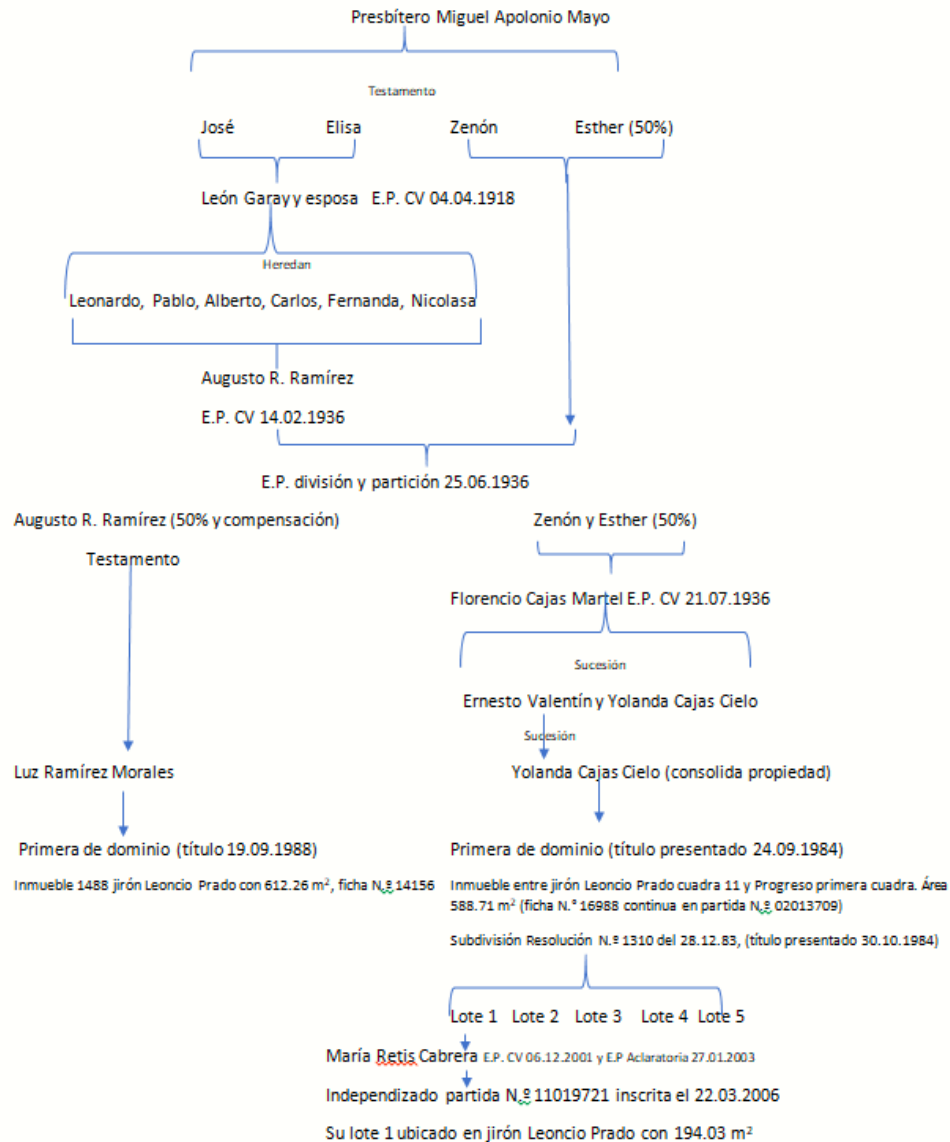 Presbítero Miguel Apolonio Mayo
Testamento
José Elisa Zenón Esther (50%)
León Garay y esposa E.P. CV 04.04.1918
Heredan
Leonardo, Pablo, Alberto, Carlos, Fernanda, Nicolasa
Augusto R. Ramírez
E.P. CV 14.02.1936
E.P. división y partición 25.06.1936
Augusto R. Ramírez (50% y compensación)
Testamento
Luz Ramírez Morales
Primera de dominio (título 19.09.1988)
Inmueble 1488 jirón Leoncio Prado con 612.26 m², ficha N.º 14156
Zenón y Esther (50%)
Florencio Cajas Martel E.P. CV 21.07.1936
Sucesión
Ernesto Valentín y Yolanda Cajas Cielo
Sucesión
Yolanda Cajas Cielo (consolida propiedad)
Primera de dominio (título presentado 24.09.1984)
Inmueble entre jirón Leoncio Prado cuadra 11 y Progreso primera cuadra. Área
588.71 m² (ficha N.° 16988 continua en partida N.º 02013709)
Subdivisión Resolución N.º 1310 del 28.12.83, (título presentado 30.10.1984)
Lote 1 Lote 2 Lote 3 Lote 4 Lote 5
María Retis Cabrera E.P. CV 06.12.2001 y E.P Aclaratoria 27.01.2003
Independizado partida N.º 11019721 inscrita el 22.03.2006
Su lote 1 ubicado en jirón Leoncio Prado con 194.03 m²